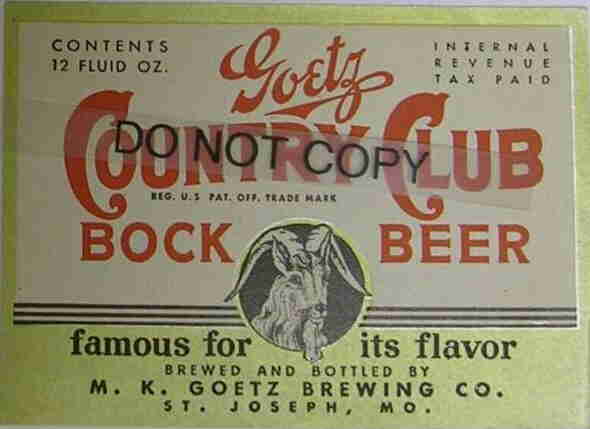 CONTENTS
12 FLUID OZ.
INTERNAL
REVENUE
TAX PAID
Goetz
COUNTRY CLUB
DO NOT COPY
REG. U.S PAT. OFF. TRADE MARK
BOCK BEER
famous for its flavor
BREWED AND BOTTLED BY
M. K. GOETZ BREWING CO.
ST. JOSEPH, MO.